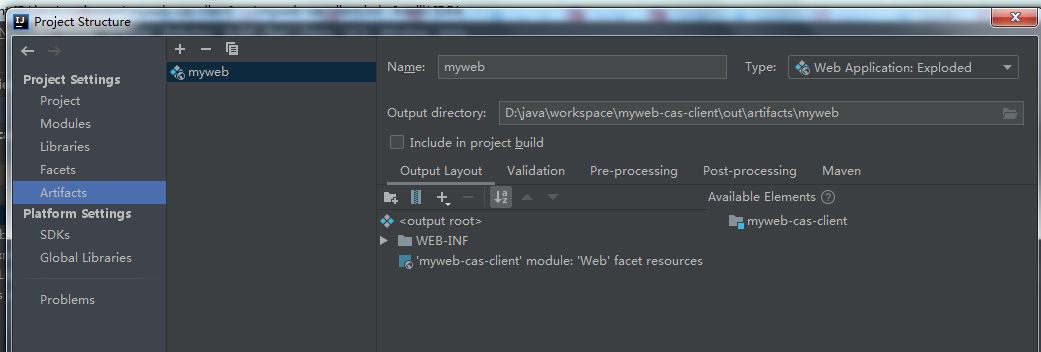 Project Structure
Project Settings
Project
Modules
Libraries
Facets
Artifacts
Platform Settings
SDKs
Global Libraries
Problems
myweb
Name: myweb Type: Web Application: Exploded
Output directory: D:\java\workspace\myweb-cas-client\out\artifacts\myweb
Include in project build
Output Layout Validation Pre-processing Post-processing Maven
Available Elements
<output root>
WEB-INF
'myweb-cas-client' module: 'Web' facet resources
myweb-cas-client